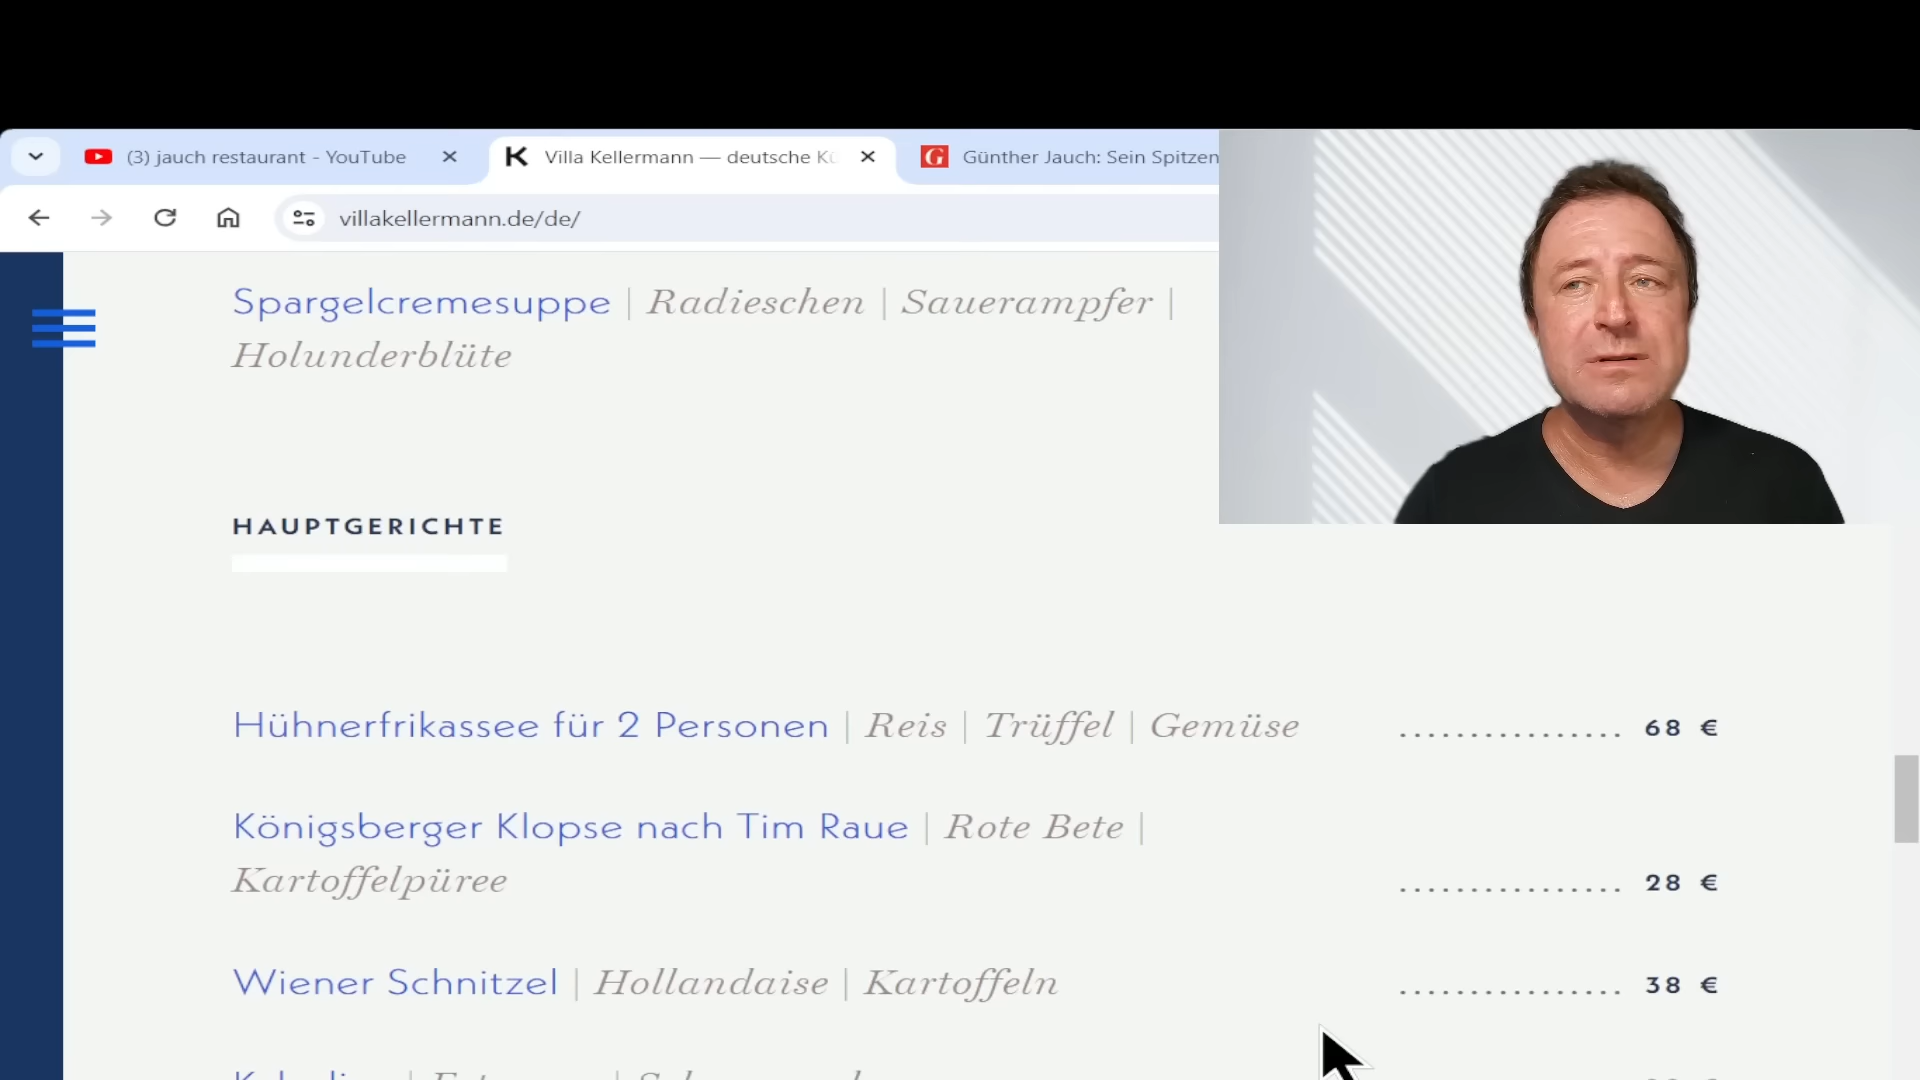 (3) jauch restaurant - YouTube
Villa Kellermann — deutsche Kü
Günther Jauch: Sein Spitzen
villakellermann.de/de/
Spargelcremesuppe | Radieschen | Sauerampfer |
Holunderblüte
HAUPTGERICHTE
Hühnerfrikassee für 2 Personen | Reis | Trüffel | Gemüse ................ 68 €
Königsberger Klopse nach Tim Raue | Rote Bete |
Kartoffelpüree ................ 28 €
Wiener Schnitzel | Hollandaise | Kartoffeln ................ 38 €